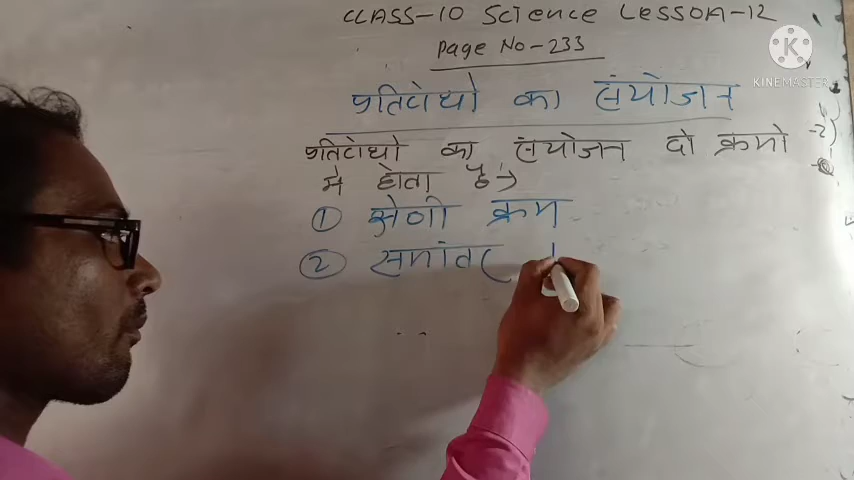 CLASS-10 Science Lesson-12
Page No-233
प्रतिरोधो का संयोजन
प्रतिरोधो का संयोजन दो क्रमो
मे होता है→
① श्रेणी क्रम
② समांतर
KINEMASTER